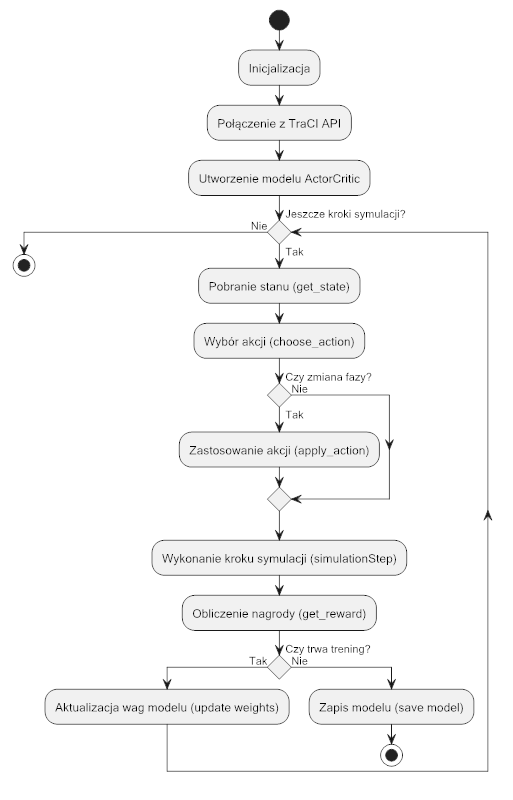 Inicjalizacja
Połączenie z TraCI API
Utworzenie modelu ActorCritic
Jeszcze kroki symulacji?
Nie
Tak
Pobranie stanu (get_state)
Wybór akcji (choose_action)
Czy zmiana fazy?
Nie
Tak
Zastosowanie akcji (apply_action)
Wykonanie kroku symulacji (simulationStep)
Obliczenie nagrody (get_reward)
Czy trwa trening?
Tak
Nie
Aktualizacja wag modelu (update weights)
Zapis modelu (save model)